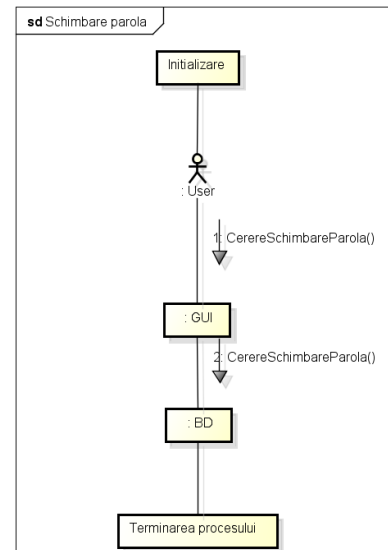 sd Schimbare parola
Initializare
: User
1: CerereSchimbareParola()
: GUI
2: CerereSchimbareParola()
: BD
Terminarea procesului